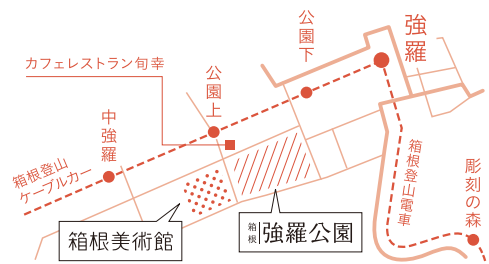 強羅
公園下
カフェレストラン旬幸
公園上
中強羅
箱根登山
ケーブルカー
箱根登山電車
彫刻の森
箱根美術館
箱根 強羅公園